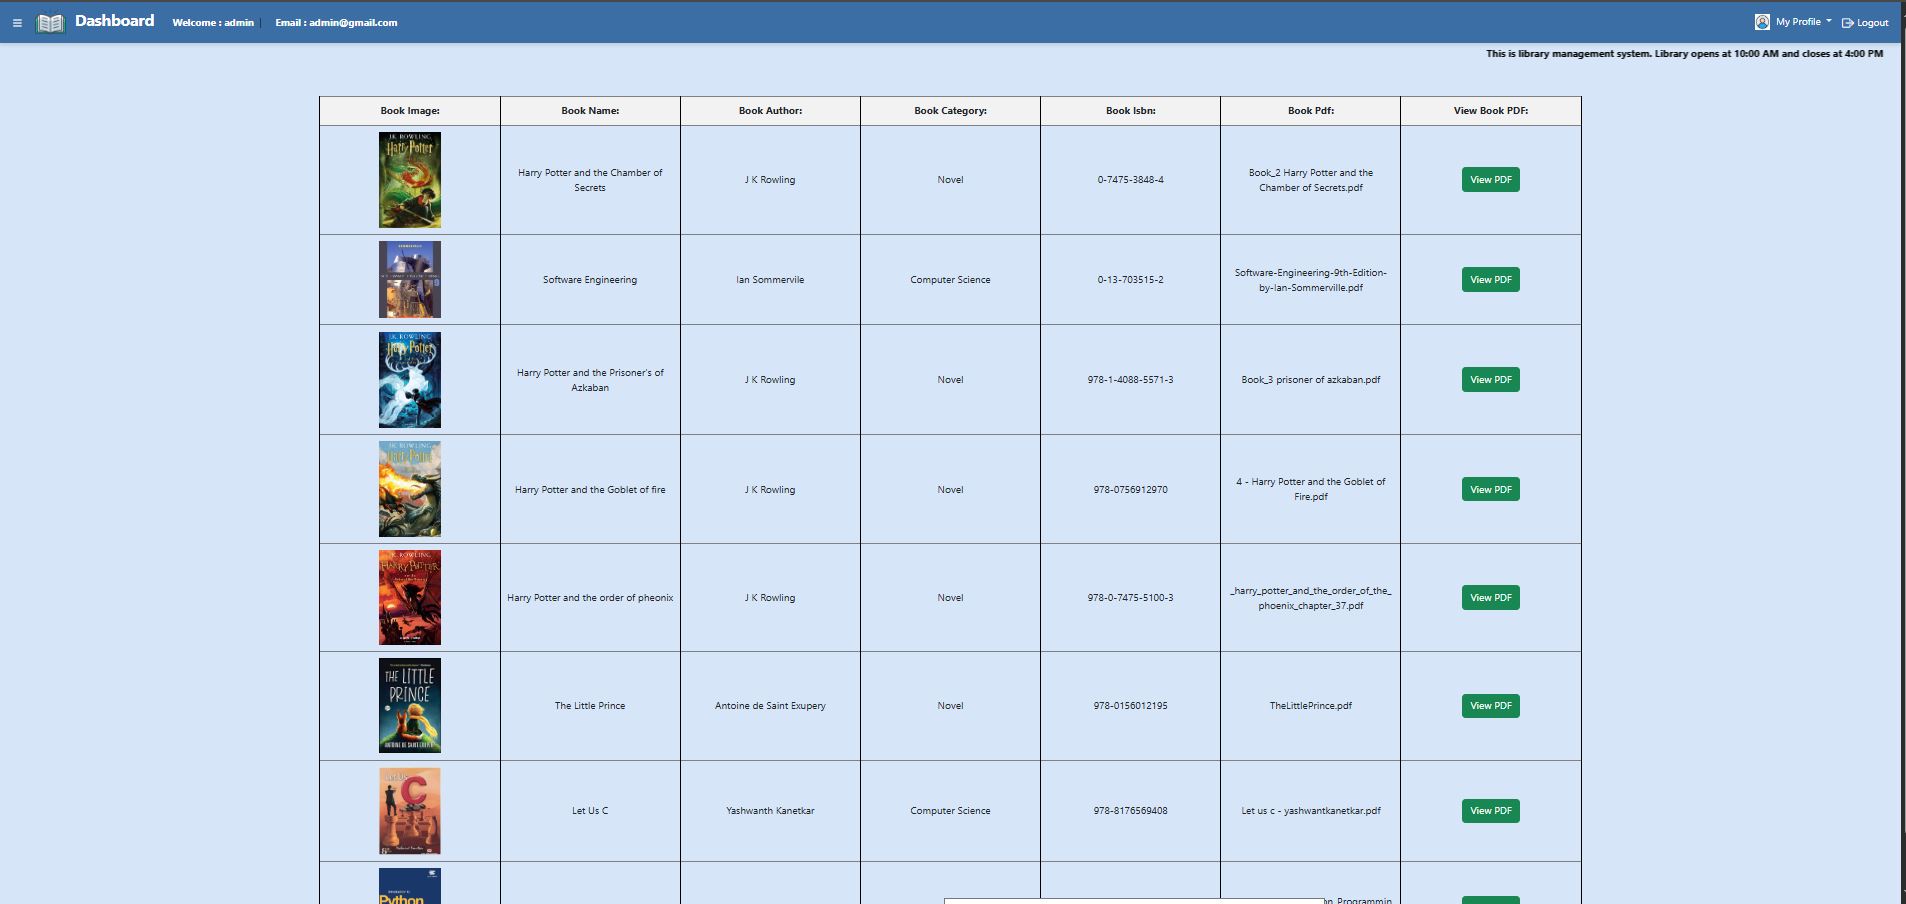 Dashboard Welcome : admin | Email : admin@gmail.com My Profile Logout
This is library management system. Library opens at 10:00 AM and closes at 4:00 PM
Book Image: Book Name: Book Author: Book Category: Book Isbn: Book Pdf: View Book PDF:
J.K. ROWLING
Harry Potter
Harry Potter and the Chamber of
Secrets
J K Rowling
Novel
0-7475-3848-4
Book_2 Harry Potter and the
Chamber of Secrets.pdf
View PDF
Software Engineering
Ian Sommervile
Computer Science
0-13-703515-2
Software-Engineering-9th-Edition-
by-Ian-Sommerville.pdf
View PDF
J.K. ROWLING
Harry Potter
Harry Potter and the Prisoner's of
Azkaban
J K Rowling
Novel
978-1-4088-5571-3
Book_3 prisoner of azkaban.pdf
View PDF
J.K. ROWLING
Harry Potter
Harry Potter and the Goblet of fire
J K Rowling
Novel
978-0756912970
4 - Harry Potter and the Goblet of
Fire.pdf
View PDF
J.K. ROWLING
HARRY POTTER
Harry Potter and the order of pheonix
J K Rowling
Novel
978-0-7475-5100-3
_harry_potter_and_the_order_of_the_
phoenix_chapter_37.pdf
View PDF
THE LITTLE
PRINCE
The Little Prince
Antoine de Saint Exupery
Novel
978-0156012195
TheLittlePrince.pdf
View PDF
Let Us
C
Let Us C
Yashwanth Kanetkar
Computer Science
978-8176569408
Let us c - yashwantkanetkar.pdf
View PDF
Python